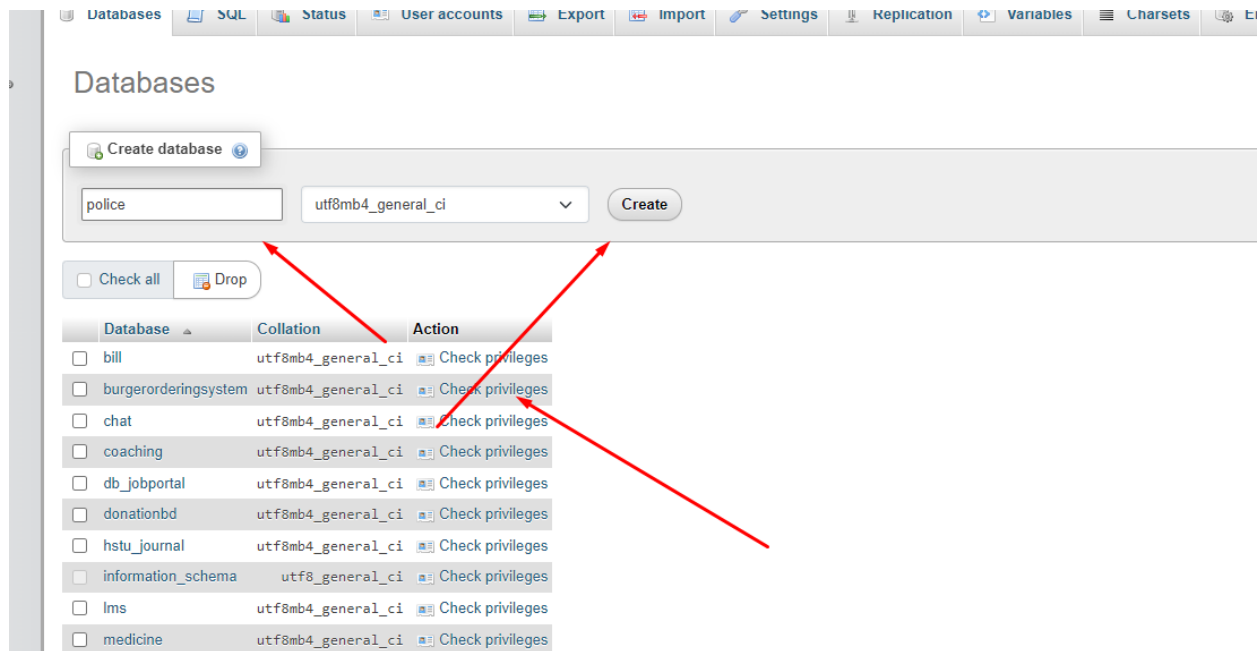 Databases SQL Status User accounts Export Import Settings Replication Variables Charsets
Databases
Create database
police utf8mb4_general_ci Create
Check all Drop
Database Collation Action
bill utf8mb4_general_ci Check privileges
burgerorderingsystem utf8mb4_general_ci Check privileges
chat utf8mb4_general_ci Check privileges
coaching utf8mb4_general_ci Check privileges
db_jobportal utf8mb4_general_ci Check privileges
donationbd utf8mb4_general_ci Check privileges
hstu_journal utf8mb4_general_ci Check privileges
information_schema utf8_general_ci Check privileges
lms utf8mb4_general_ci Check privileges
medicine utf8mb4_general_ci Check privileges